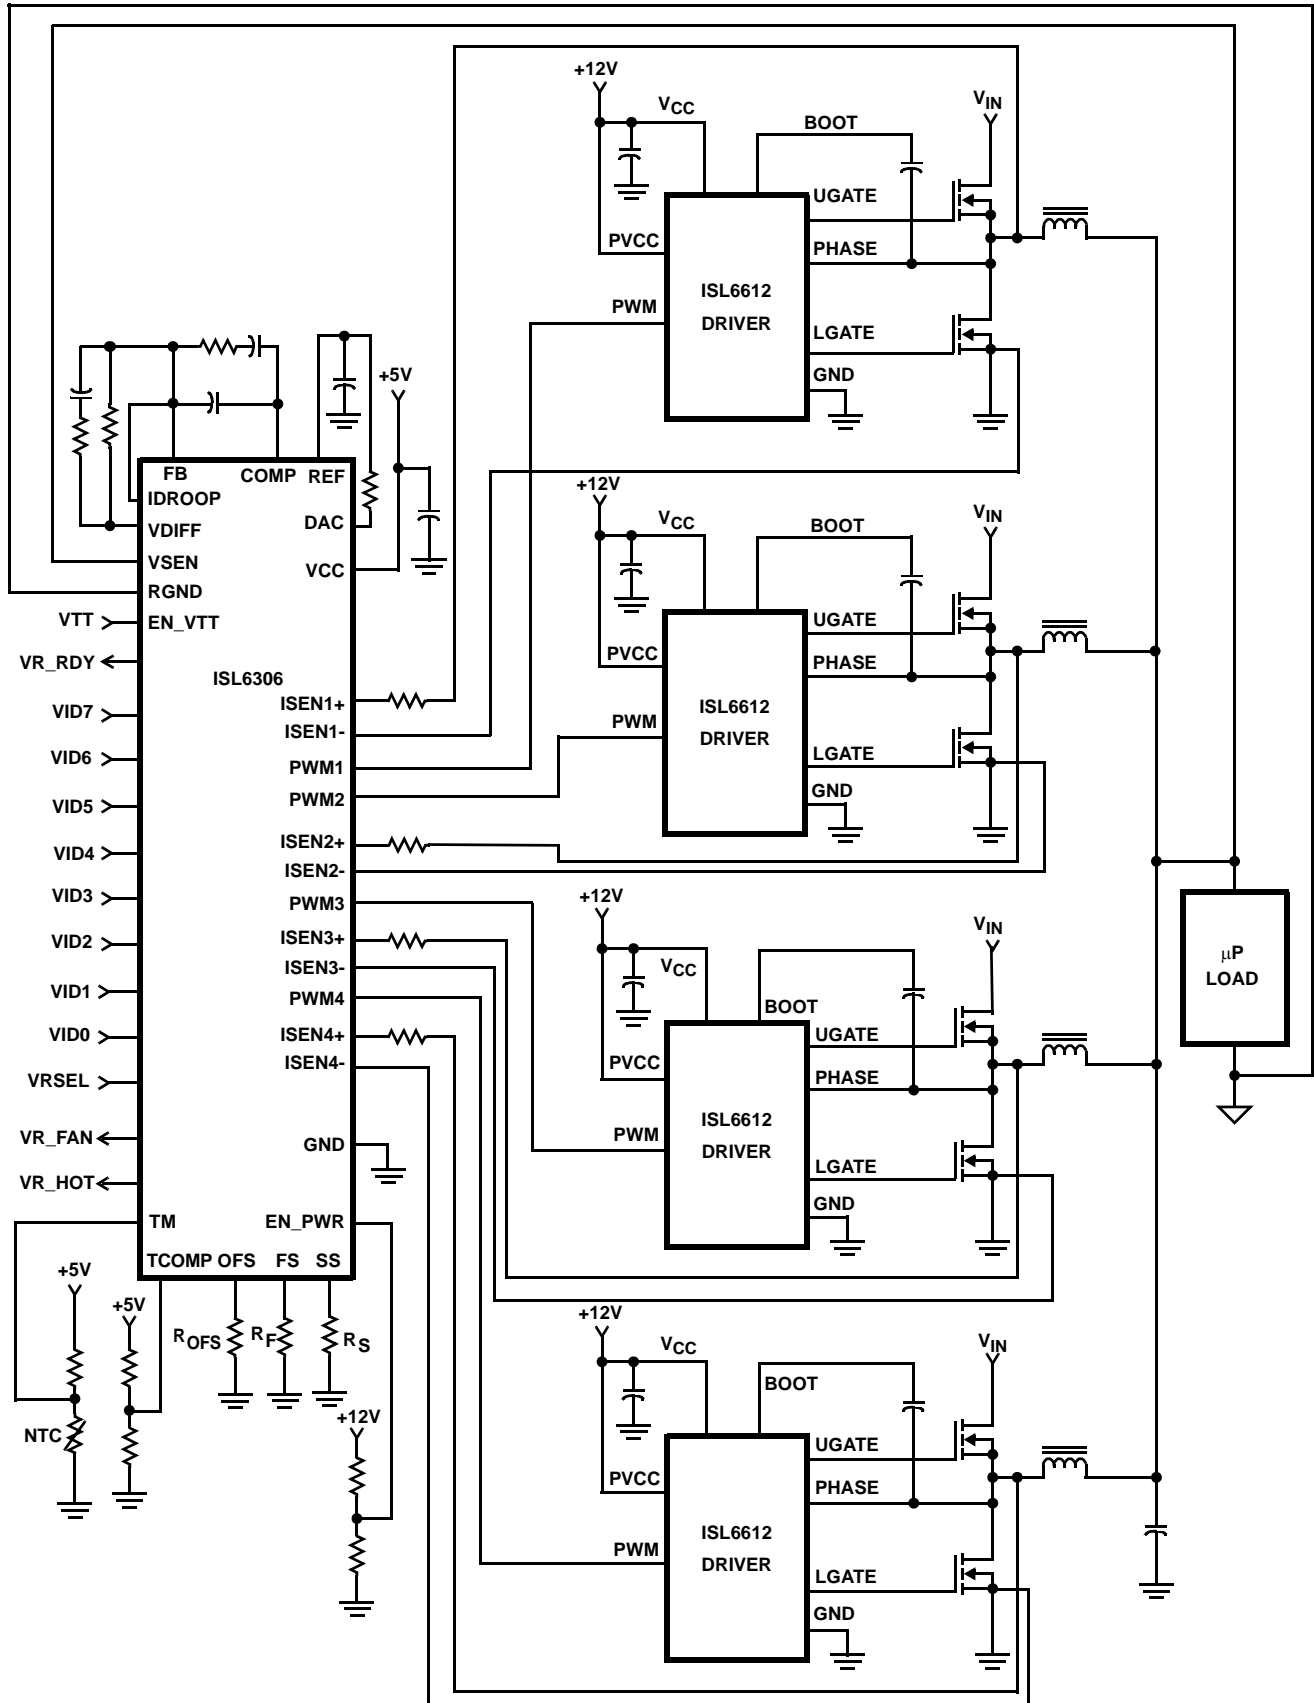 +12V
VCC
BOOT
VIN
UGATE
PVCC
PHASE
ISL6612
DRIVER
PWM
LGATE
GND
+5V
FB
COMP
REF
IDROOP
DAC
VDIFF
VSEN
VCC
RGND
VTT
EN_VTT
VR_RDY
ISL6306
VID7
ISEN1+
ISEN1-
VID6
PWM1
PWM2
VID5
VID4
ISEN2+
ISEN2-
VID3
PWM3
VID2
ISEN3+
ISEN3-
VID1
PWM4
VID0
ISEN4+
ISEN4-
VRSEL
VR_FAN
GND
VR_HOT
TM
EN_PWR
TCOMP OFS FS SS
+5V
+5V
ROFS
RF
RS
NTC
+12V
+12V
VCC
BOOT
VIN
UGATE
PVCC
PHASE
ISL6612
DRIVER
PWM
LGATE
GND
+12V
VCC
BOOT
VIN
UGATE
PVCC
PHASE
ISL6612
DRIVER
PWM
LGATE
GND
μP
LOAD
+12V
VCC
BOOT
VIN
UGATE
PVCC
PHASE
ISL6612
DRIVER
PWM
LGATE
GND